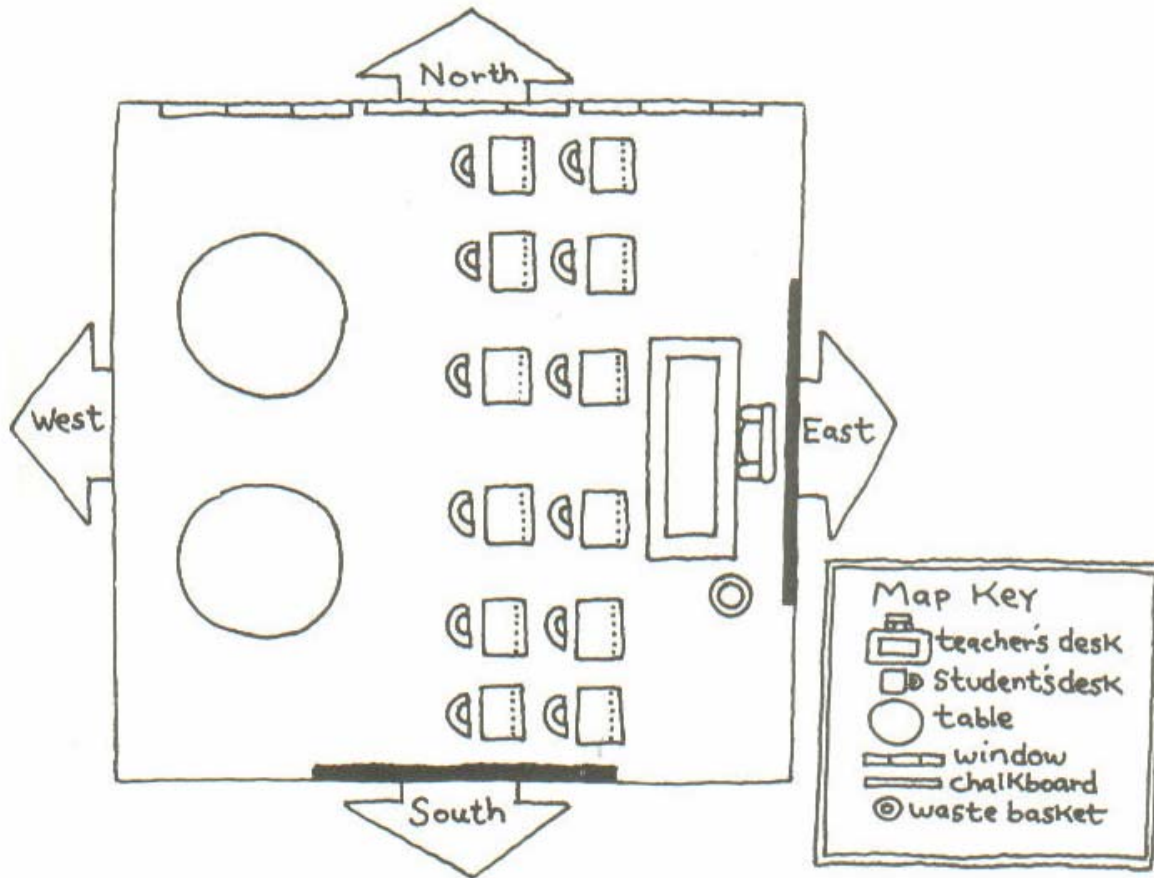 North
West
East
South
Map Key
teacher's desk
Student's desk
table
window
chalkboard
waste basket